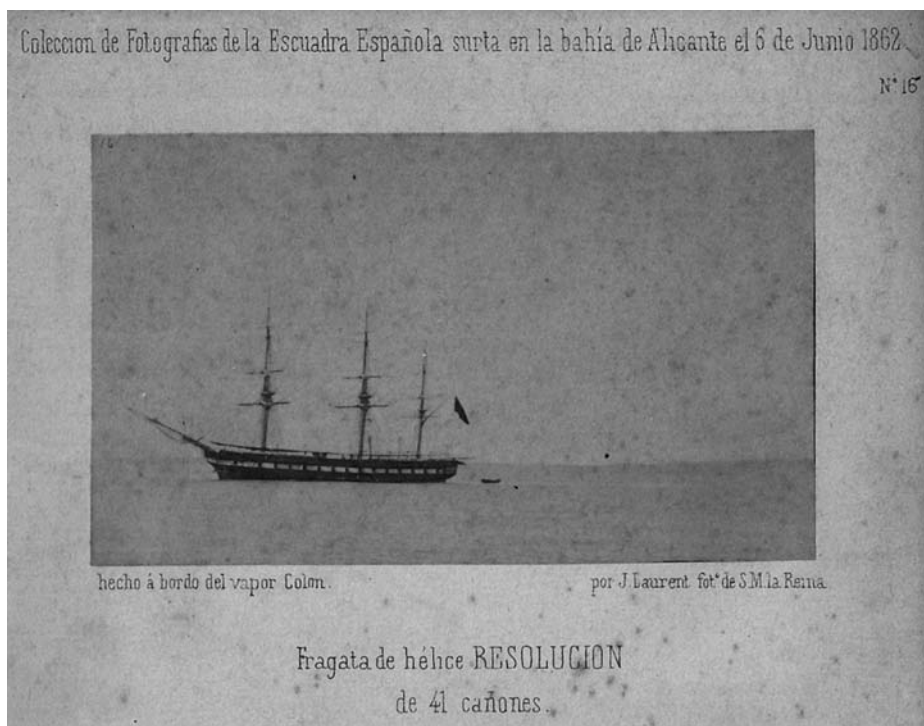 Coleccion de Fotografias de la Escuadra Española surta en la bahía de Alicante el 6 de Junio 1862.
N° 16
hecho á bordo del vapor Colon.
por J. Laurent fot° de S.M. la Reina
Fragata de hélice RESOLUCION
de 41 cañones.